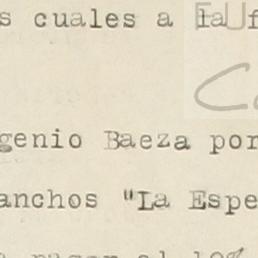 s cuales a la f
genio Baeza por
anchos "La Espe